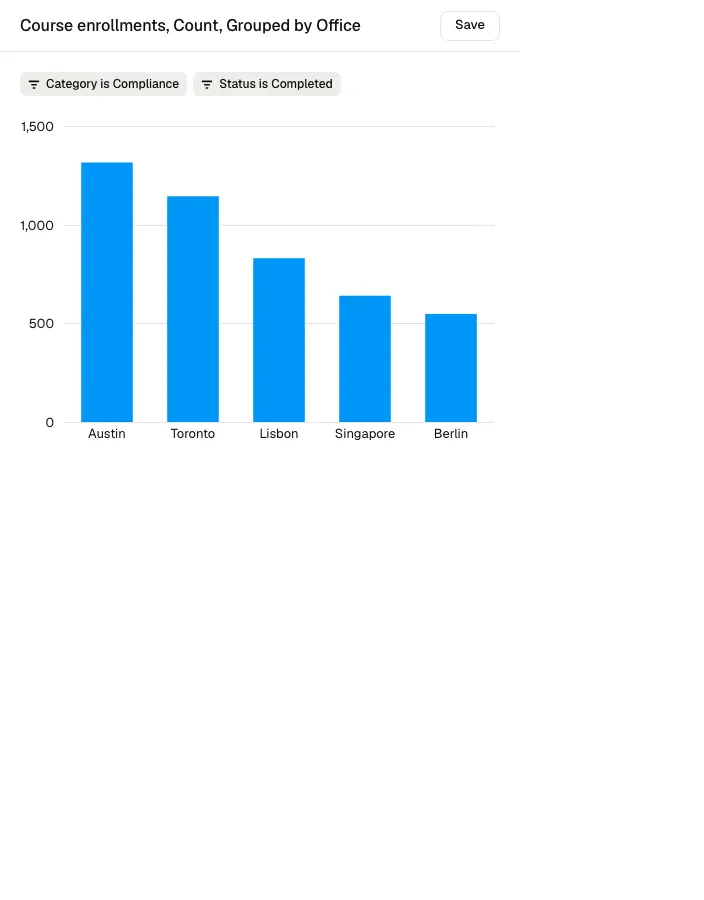 Course enrollments, Count, Grouped by Office
Save
Category is Compliance
Status is Completed
1,500
1,000
500
0
Austin
Toronto
Lisbon
Singapore
Berlin